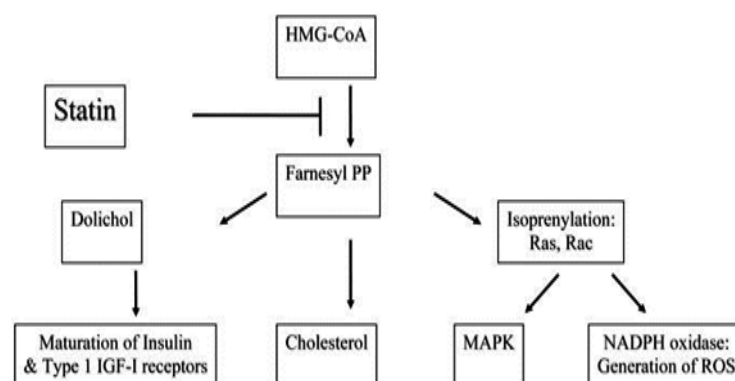 HMG-CoA
Statin
Farnesyl PP
Dolichol
Isoprenylation:
Ras, Rac
Maturation of Insulin
& Type 1 IGF-I receptors
Cholesterol
MAPK
NADPH oxidase:
Generation of ROS